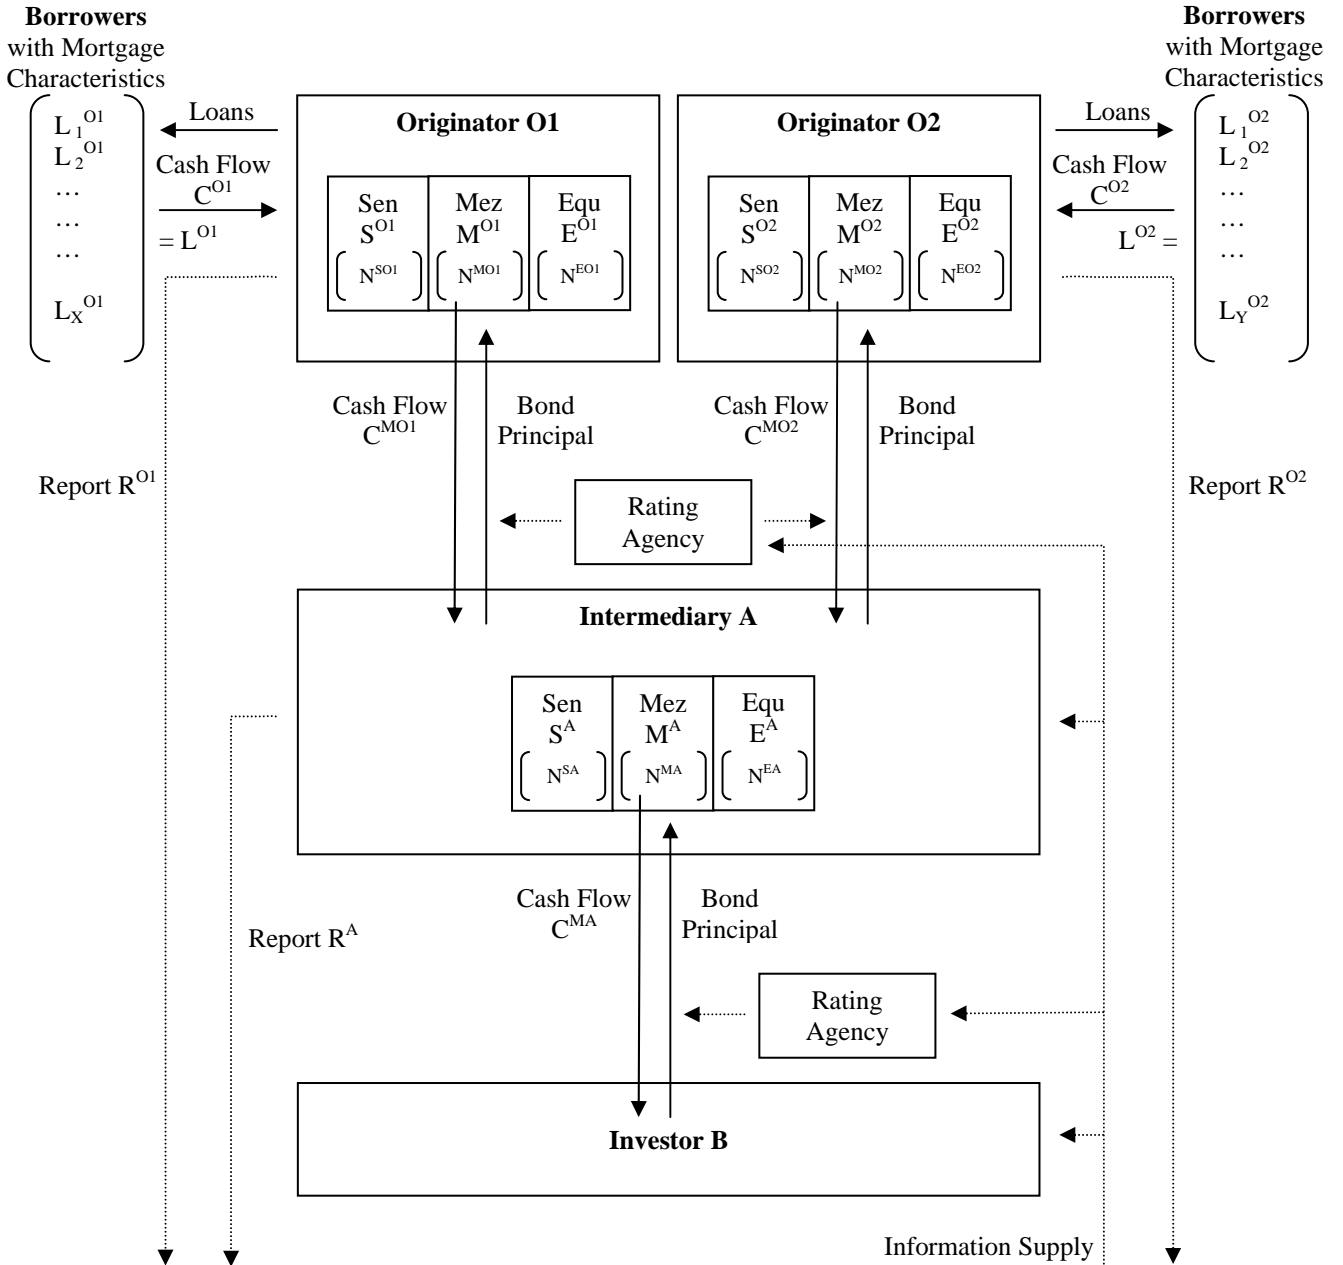 Borrowers
with Mortgage
Characteristics
L₁ᴼ¹
L₂ᴼ¹
…
…
…
Lₓᴼ¹
Loans
Cash Flow
Cᴼ¹
= Lᴼ¹
Originator O1
Sen Mez Equ
Sᴼ¹ Mᴼ¹ Eᴼ¹
Nˢᴼ¹ Nᴹᴼ¹ Nᴱᴼ¹
Originator O2
Sen Mez Equ
Sᴼ² Mᴼ² Eᴼ²
Nˢᴼ² Nᴹᴼ² Nᴱᴼ²
Loans
Cash Flow
Cᴼ²
Lᴼ² =
Borrowers
with Mortgage
Characteristics
L₁ᴼ²
L₂ᴼ²
…
…
…
L_Yᴼ²
Cash Flow
Cᴹᴼ¹
Bond
Principal
Cash Flow
Cᴹᴼ²
Bond
Principal
Report Rᴼ¹
Rating
Agency
Report Rᴼ²
Intermediary A
Sen Mez Equ
Sᴬ Mᴬ Eᴬ
Nˢᴬ Nᴹᴬ Nᴱᴬ
Cash Flow
Cᴹᴬ
Bond
Principal
Report Rᴬ
Rating
Agency
Investor B
Information Supply